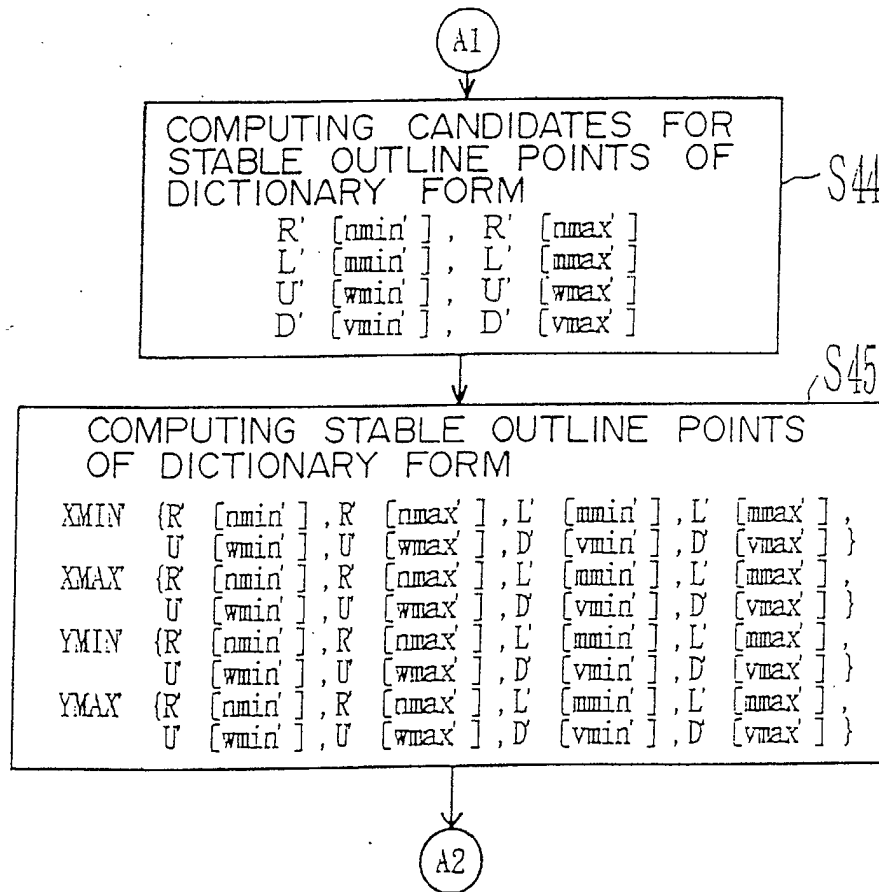 A1
COMPUTING CANDIDATES FOR
STABLE OUTLINE POINTS OF
DICTIONARY FORM
R' [nmin'], R' [nmax']
L' [mmin'], L' [mmax']
U' [wmin'], U' [wmax']
D' [vmin'], D' [vmax']
S44
S45
COMPUTING STABLE OUTLINE POINTS
OF DICTIONARY FORM
XMIN' {R' [nmin'], R' [nmax'], L' [mmin'], L' [mmax'],
U' [wmin'], U' [wmax'], D' [vmin'], D' [vmax']}
XMAX' {R' [nmin'], R' [nmax'], L' [mmin'], L' [mmax'],
U' [wmin'], U' [wmax'], D' [vmin'], D' [vmax']}
YMIN' {R' [nmin'], R' [nmax'], L' [mmin'], L' [mmax'],
U' [wmin'], U' [wmax'], D' [vmin'], D' [vmax']}
YMAX' {R' [nmin'], R' [nmax'], L' [mmin'], L' [mmax'],
U' [wmin'], U' [wmax'], D' [vmin'], D' [vmax']}
A2